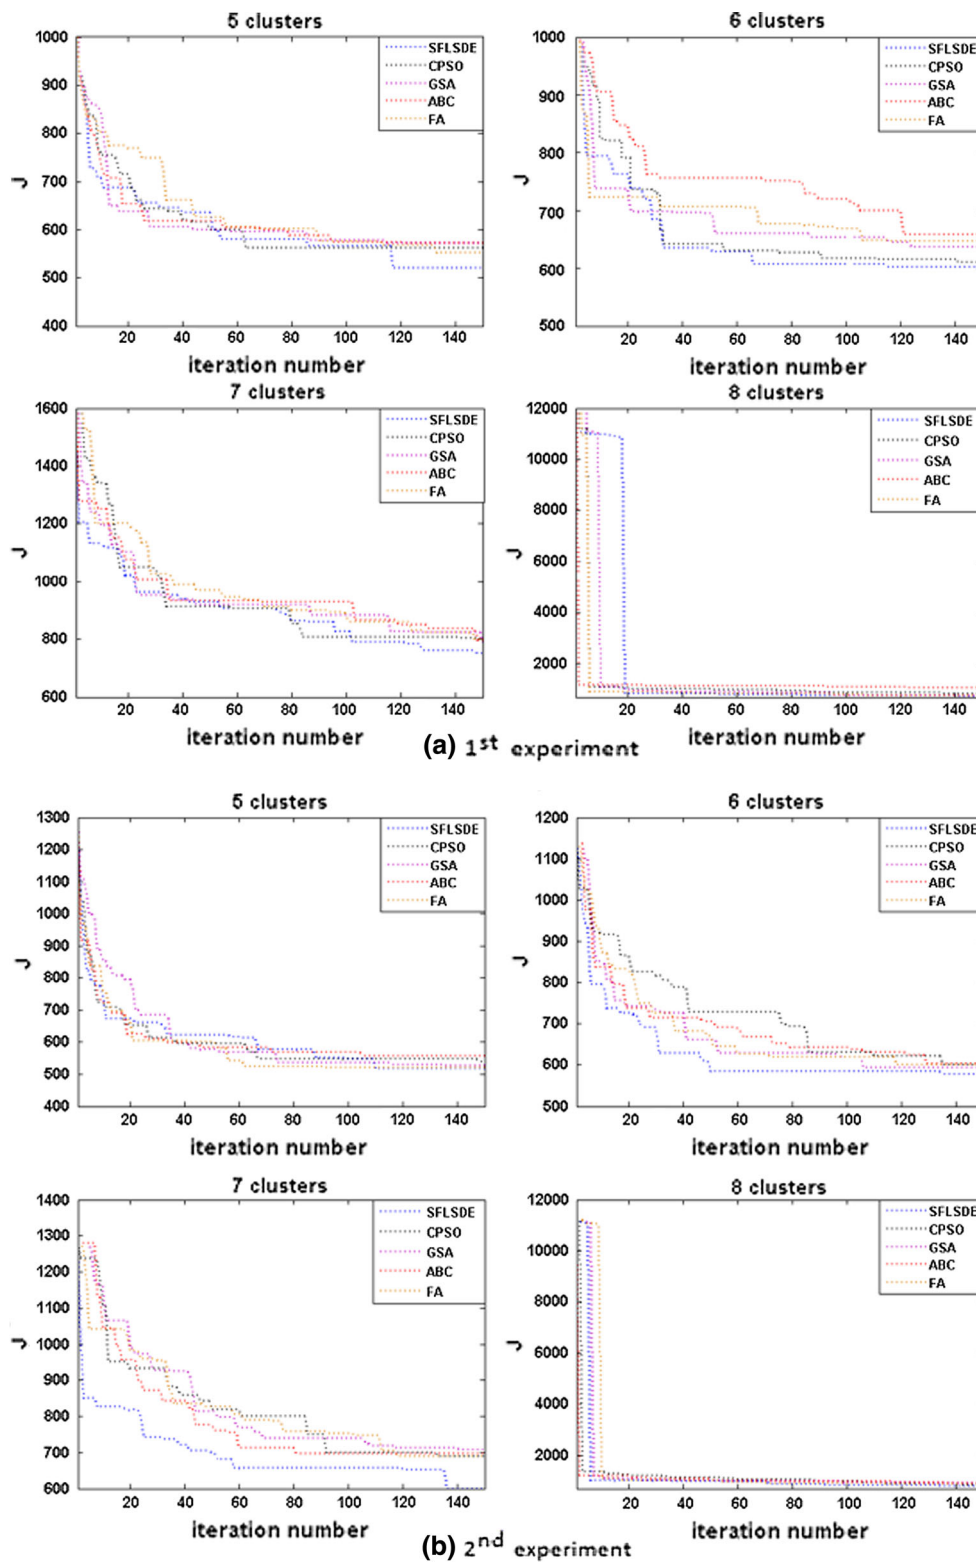 5 clusters
1000
900
800
700
600
500
400
J
SFLSDE
CPSO
GSA
ABC
FA
20 40 60 80 100 120 140
iteration number
6 clusters
1000
900
800
700
600
500
J
SFLSDE
CPSO
GSA
ABC
FA
20 40 60 80 100 120 140
iteration number
7 clusters
1600
1400
1200
1000
800
600
J
SFLSDE
CPSO
GSA
ABC
FA
20 40 60 80 100 120 140
iteration number
8 clusters
12000
10000
8000
6000
4000
2000
J
SFLSDE
CPSO
GSA
ABC
FA
20 40 60 80 100 120 140
iteration number
(a) 1st experiment
5 clusters
1300
1200
1100
1000
900
800
700
600
500
400
J
SFLSDE
CPSO
GSA
ABC
FA
20 40 60 80 100 120 140
iteration number
6 clusters
1200
1100
1000
900
800
700
600
500
J
SFLSDE
CPSO
GSA
ABC
FA
20 40 60 80 100 120 140
iteration number
7 clusters
1400
1300
1200
1100
1000
900
800
700
600
J
SFLSDE
CPSO
GSA
ABC
FA
20 40 60 80 100 120 140
iteration number
8 clusters
12000
10000
8000
6000
4000
2000
J
SFLSDE
CPSO
GSA
ABC
FA
20 40 60 80 100 120 140
iteration number
(b) 2nd experiment